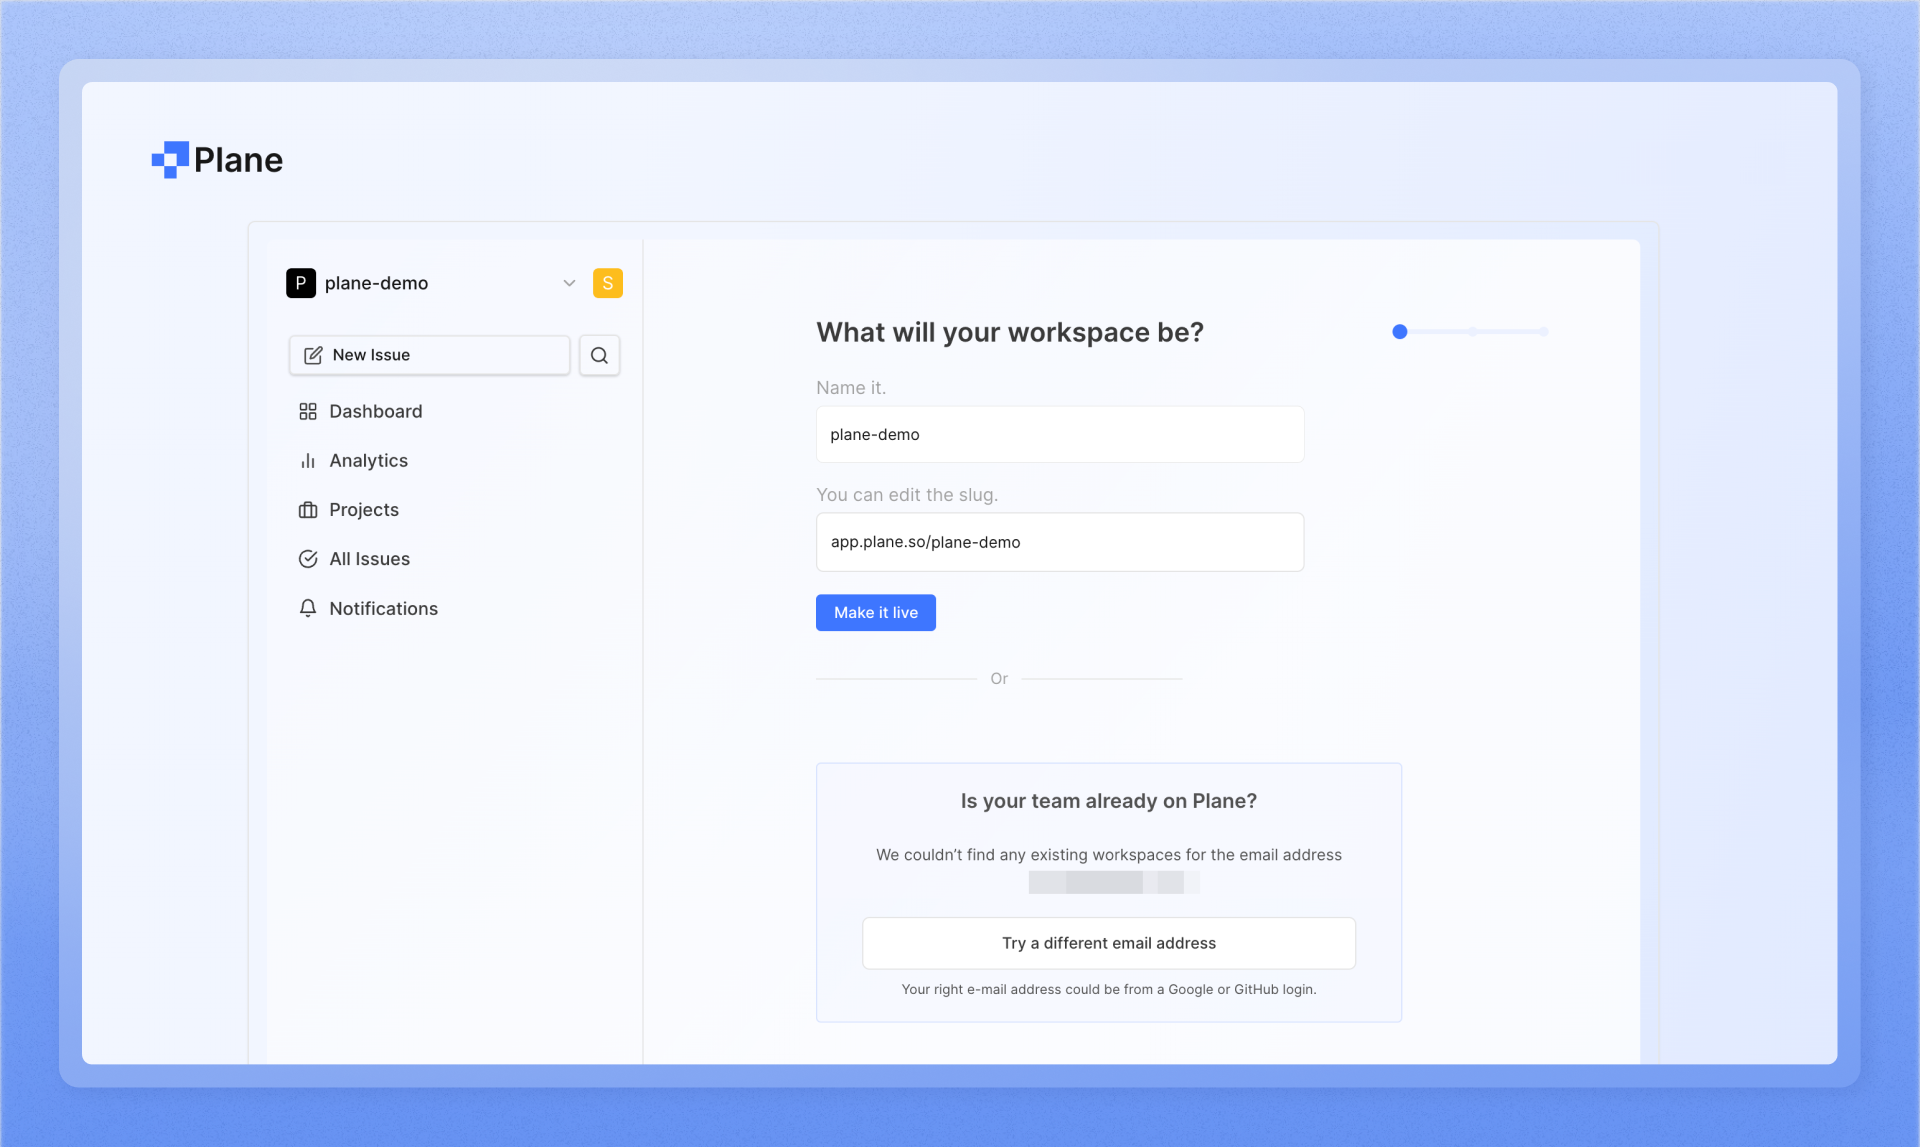 Plane
P plane-demo S
New Issue
Dashboard
Analytics
Projects
All Issues
Notifications
What will your workspace be?
Name it.
plane-demo
You can edit the slug.
app.plane.so/plane-demo
Make it live
Or
Is your team already on Plane?
We couldn’t find any existing workspaces for the email address
Try a different email address
Your right e-mail address could be from a Google or GitHub login.